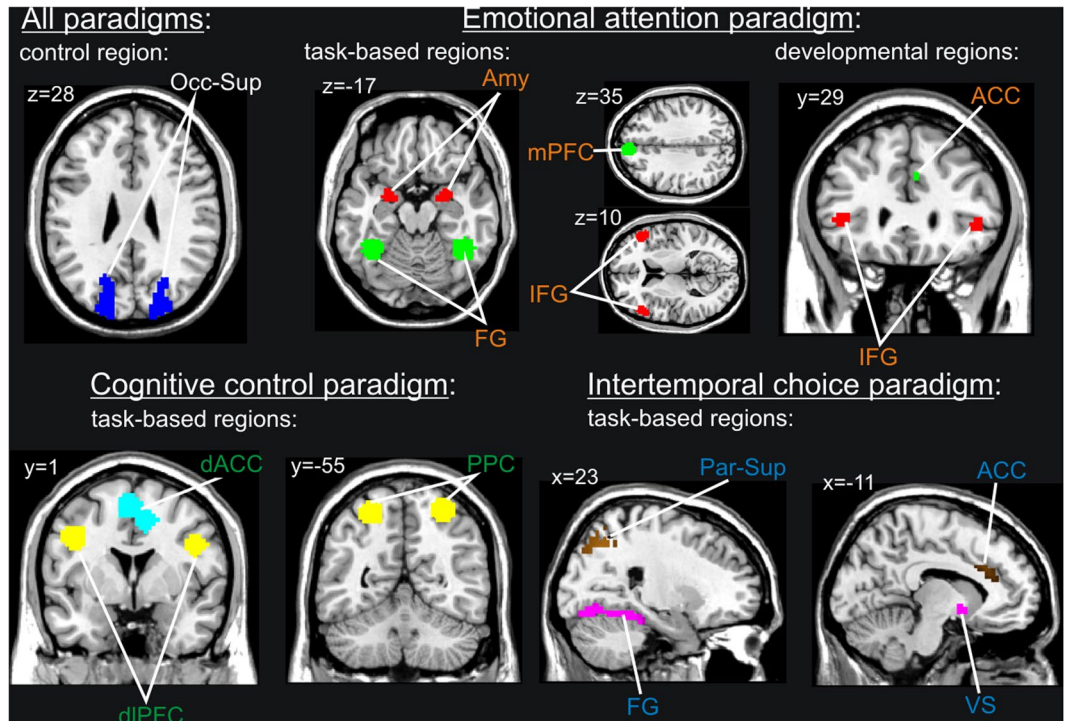 All paradigms:
control region:
z=28
Occ-Sup
Emotional attention paradigm:
task-based regions:
z=-17
Amy
FG
z=35
mPFC
z=10
IFG
developmental regions:
y=29
ACC
IFG
Cognitive control paradigm:
task-based regions:
y=1
dACC
dlPFC
y=-55
PPC
Intertemporal choice paradigm:
task-based regions:
x=23
Par-Sup
FG
x=-11
ACC
VS